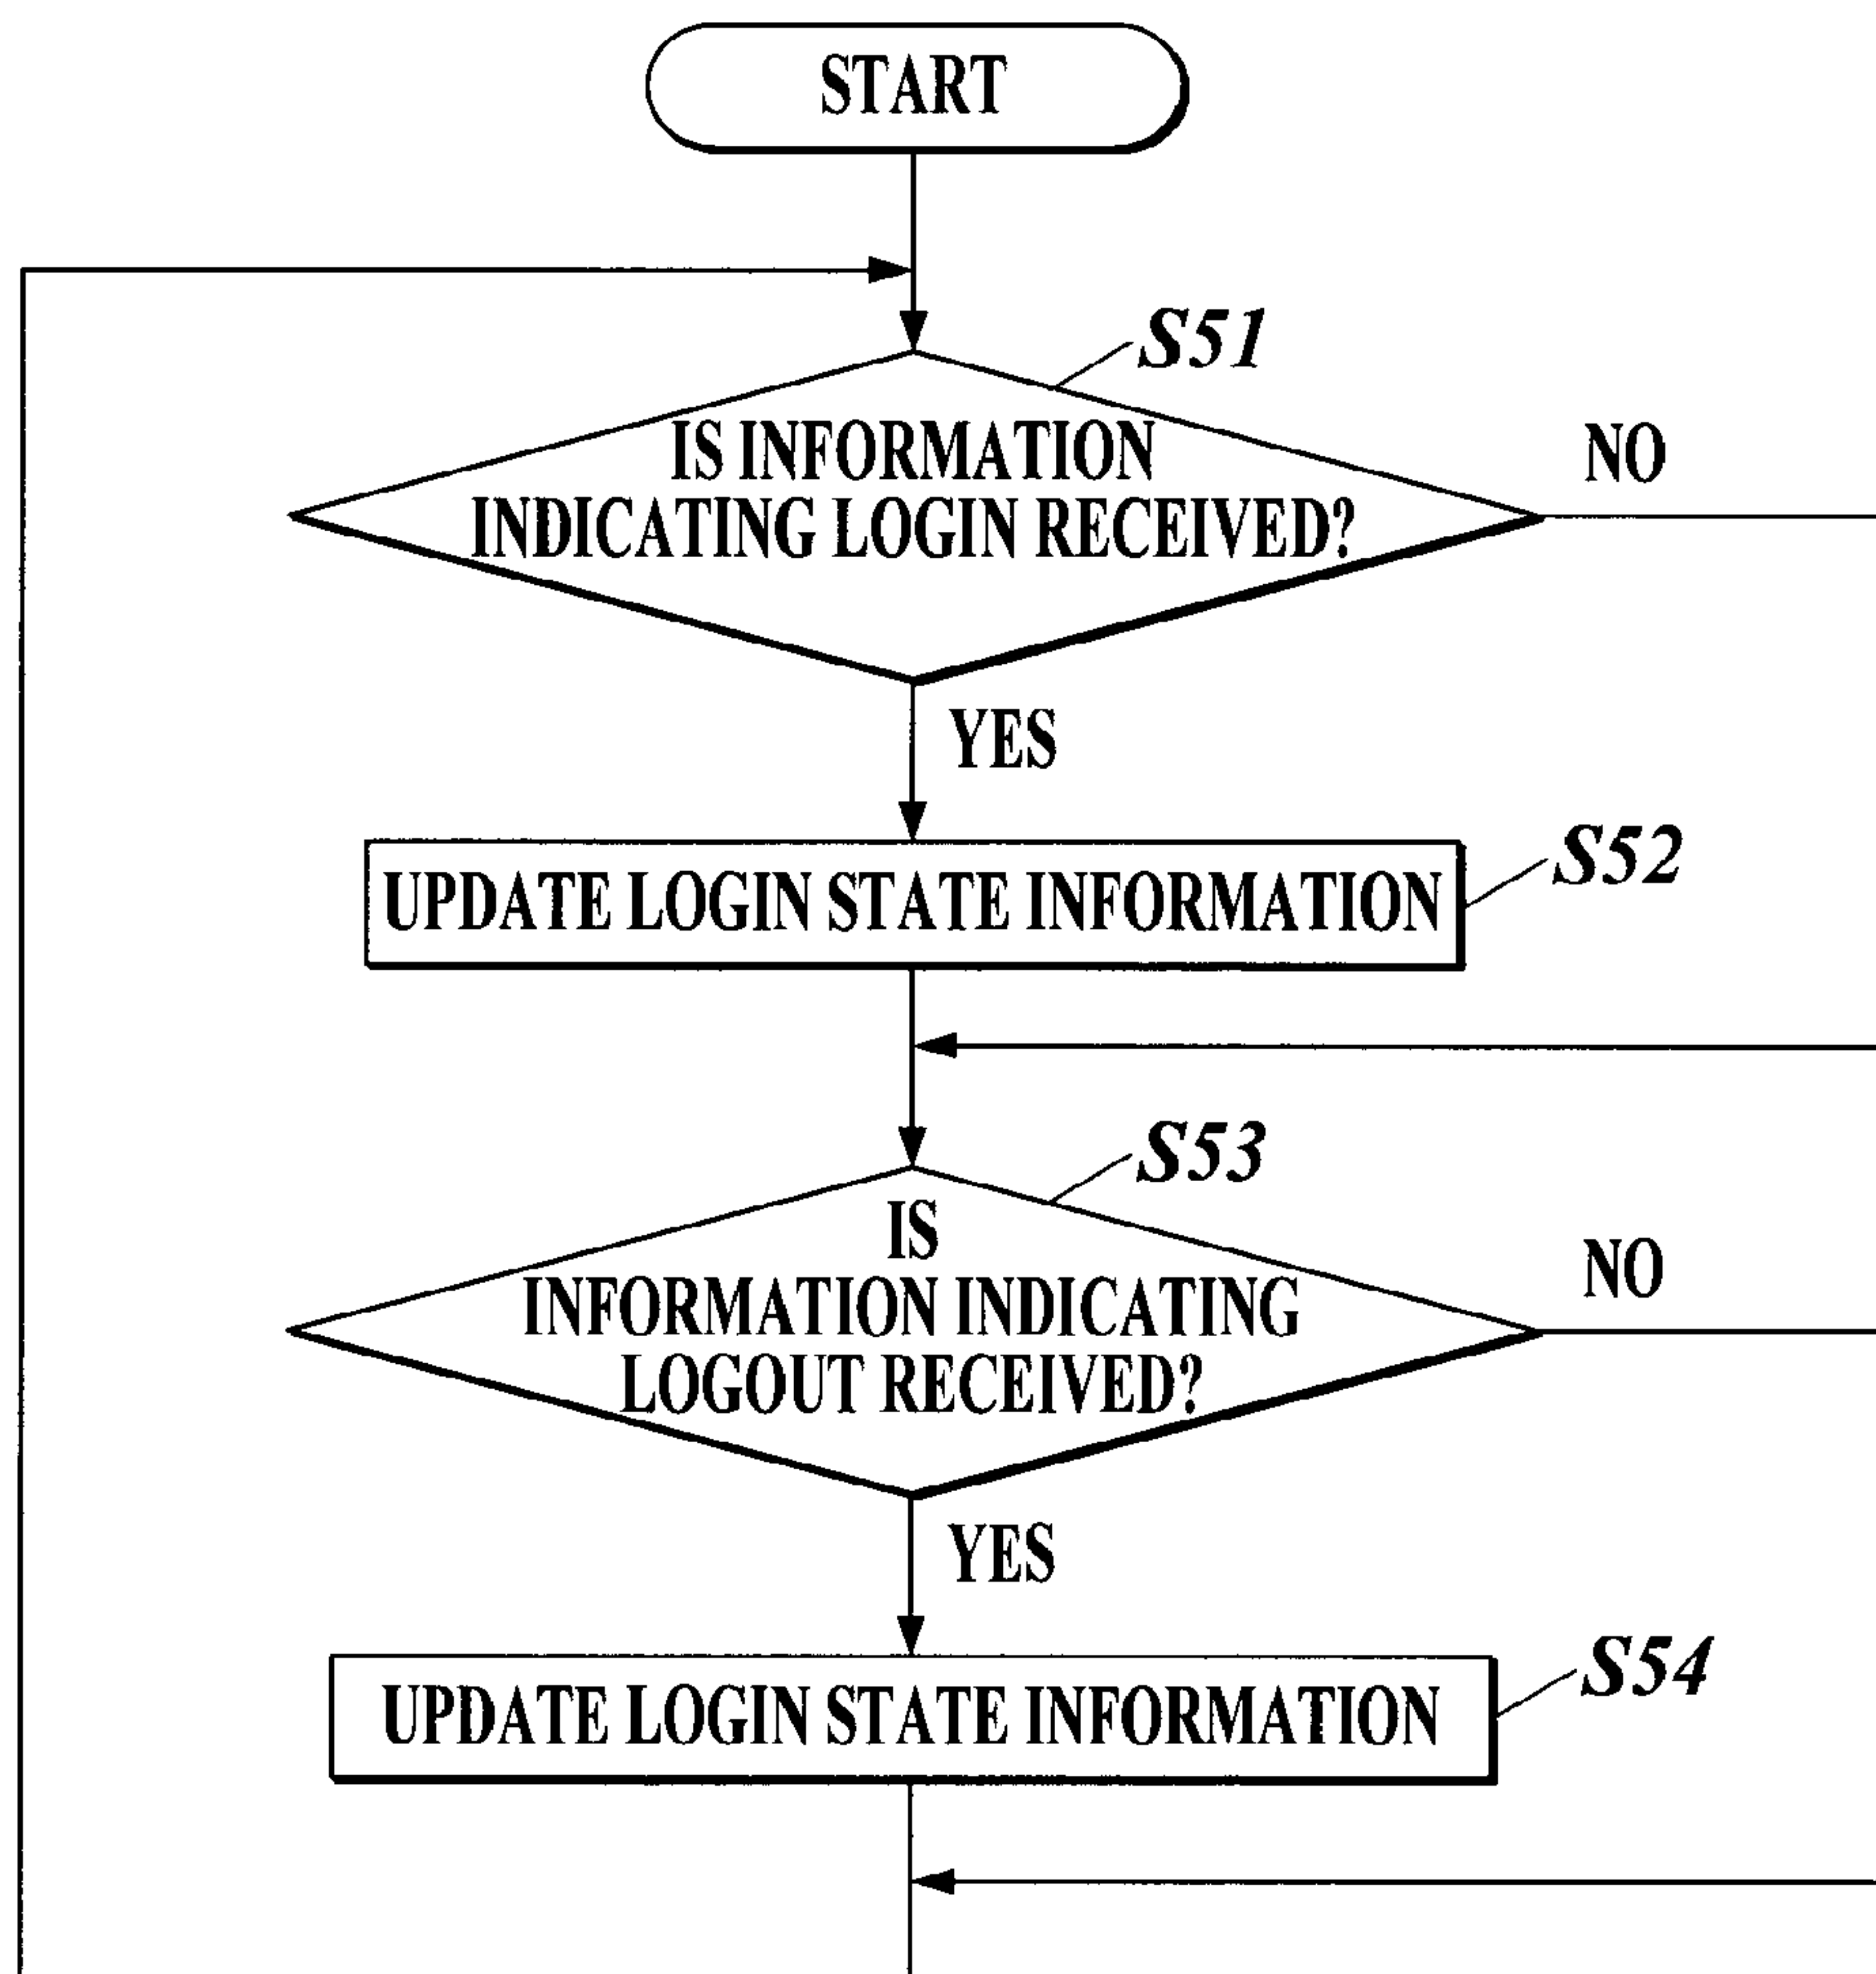 START
S51
IS INFORMATION
INDICATING LOGIN RECEIVED?
NO
YES
S52
UPDATE LOGIN STATE INFORMATION
S53
IS
INFORMATION INDICATING
LOGOUT RECEIVED?
NO
YES
S54
UPDATE LOGIN STATE INFORMATION